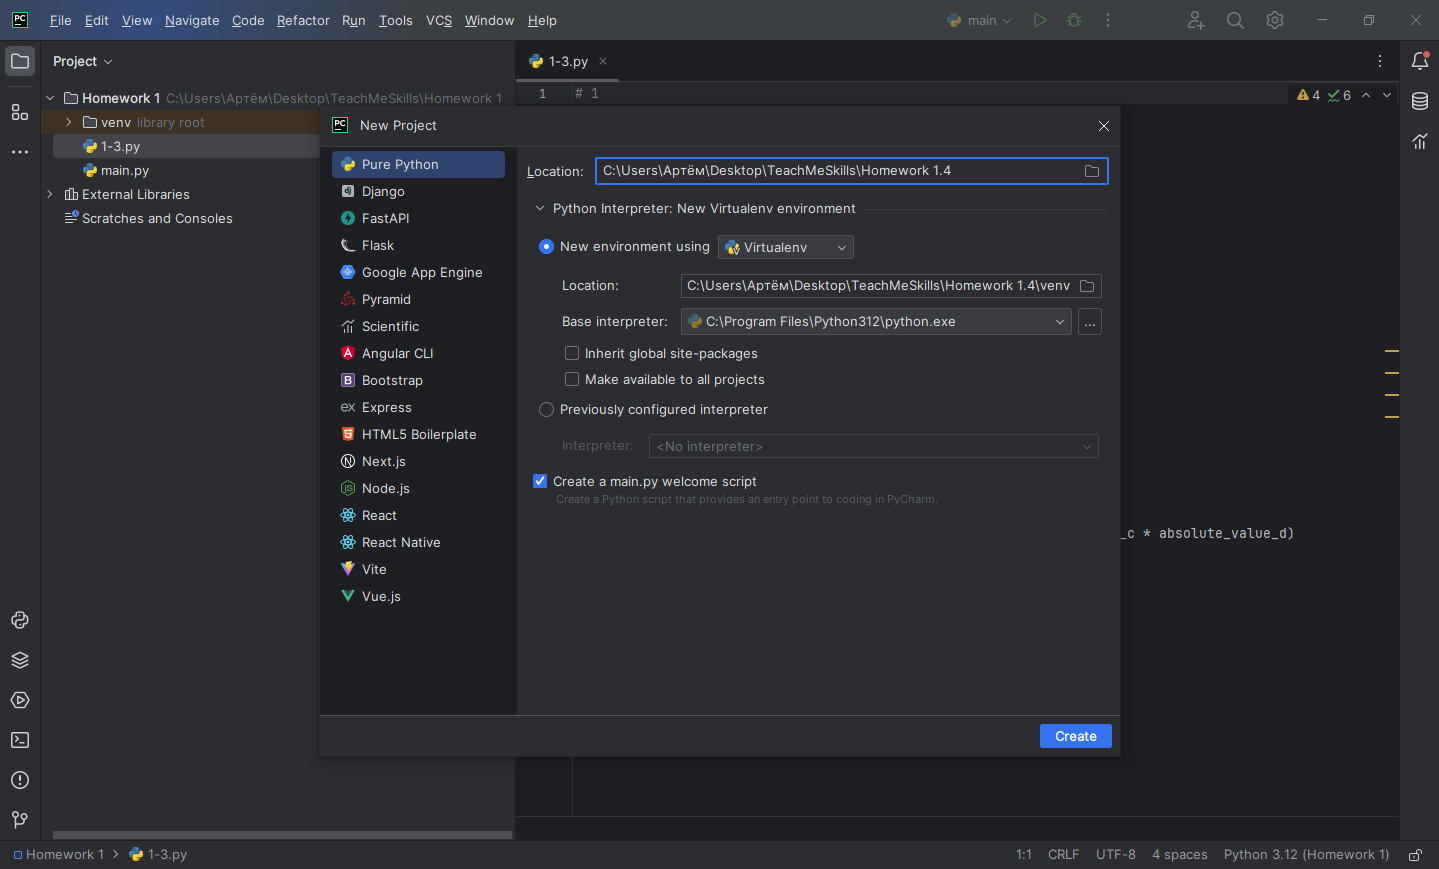 PC File Edit View Navigate Code Refactor Run Tools VCS Window Help main
Project
1-3.py
Homework 1 C:\Users\Артём\Desktop\TeachMeSkills\Homework 1
1 # 1
4 6
venv library root
1-3.py
main.py
External Libraries
Scratches and Consoles
PC New Project
Pure Python
Django
FastAPI
Flask
Google App Engine
Pyramid
Scientific
Angular CLI
Bootstrap
Express
HTML5 Boilerplate
Next.js
Node.js
React
React Native
Vite
Vue.js
Location: C:\Users\Артём\Desktop\TeachMeSkills\Homework 1.4
Python Interpreter: New Virtualenv environment
New environment using Virtualenv
Location: C:\Users\Артём\Desktop\TeachMeSkills\Homework 1.4\venv
Base interpreter: C:\Program Files\Python312\python.exe ...
Inherit global site-packages
Make available to all projects
Previously configured interpreter
Interpreter: <No interpreter>
Create a main.py welcome script
Create a Python script that provides an entry point to coding in PyCharm.
_c * absolute_value_d)
Create
Homework 1 1-3.py 1:1 CRLF UTF-8 4 spaces Python 3.12 (Homework 1)